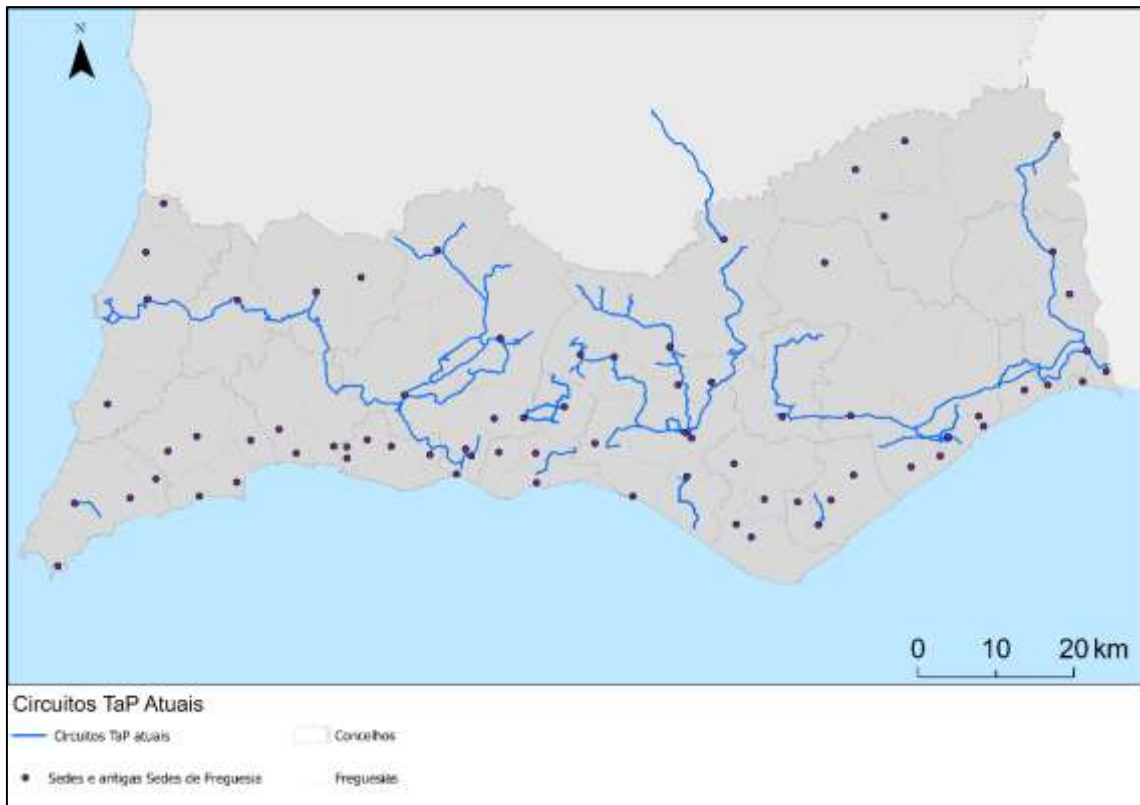 N
0 10 20 km
Circuitos TaP Atuais
Circuitos TaP atuais
Concelhos
Sedes e antigas Sedes de Freguesia
Freguesias